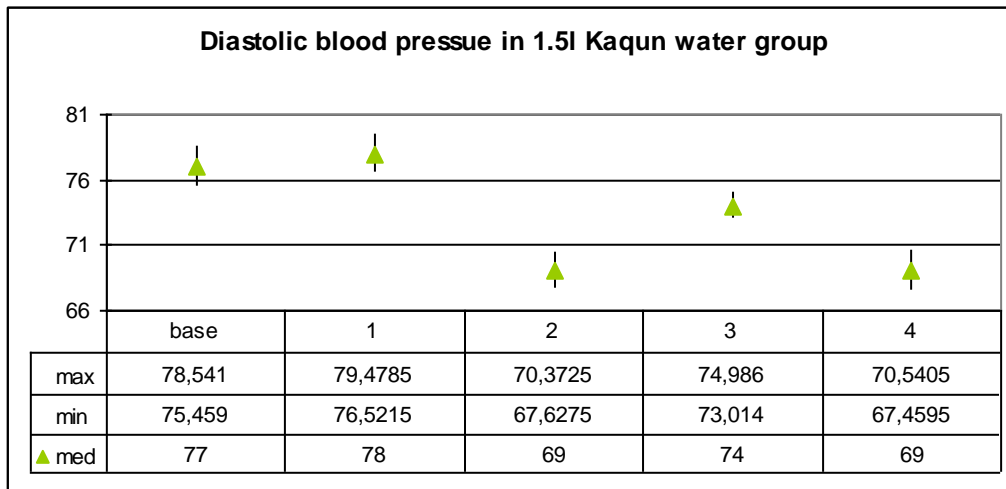 Diastolic blood pressue in 1.5l Kaqun water group
81
76
71
66
base 1 2 3 4
max 78,541 79,4785 70,3725 74,986 70,5405
min 75,459 76,5215 67,6275 73,014 67,4595
med 77 78 69 74 69